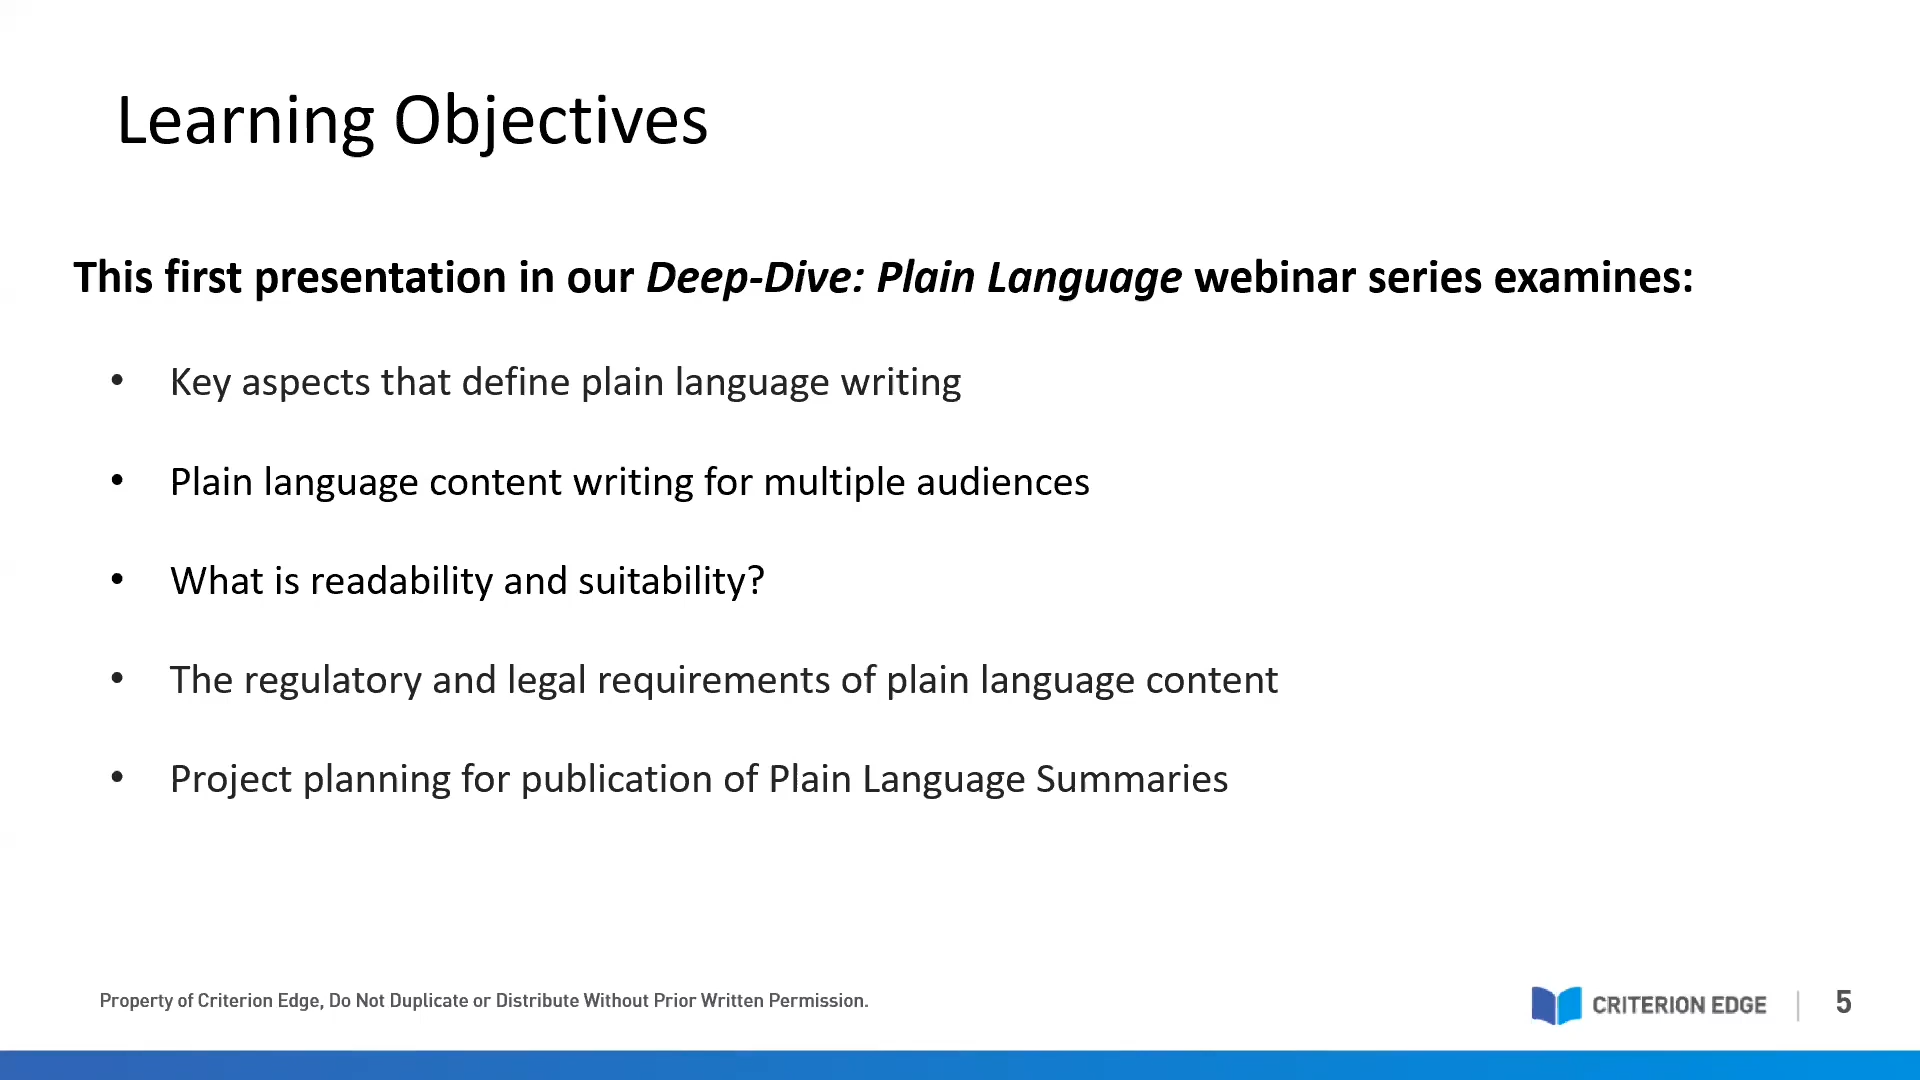 Learning Objectives
This first presentation in our Deep-Dive: Plain Language webinar series examines:
• Key aspects that define plain language writing
• Plain language content writing for multiple audiences
• What is readability and suitability?
• The regulatory and legal requirements of plain language content
• Project planning for publication of Plain Language Summaries
Property of Criterion Edge, Do Not Duplicate or Distribute Without Prior Written Permission.
CRITERION EDGE | 5